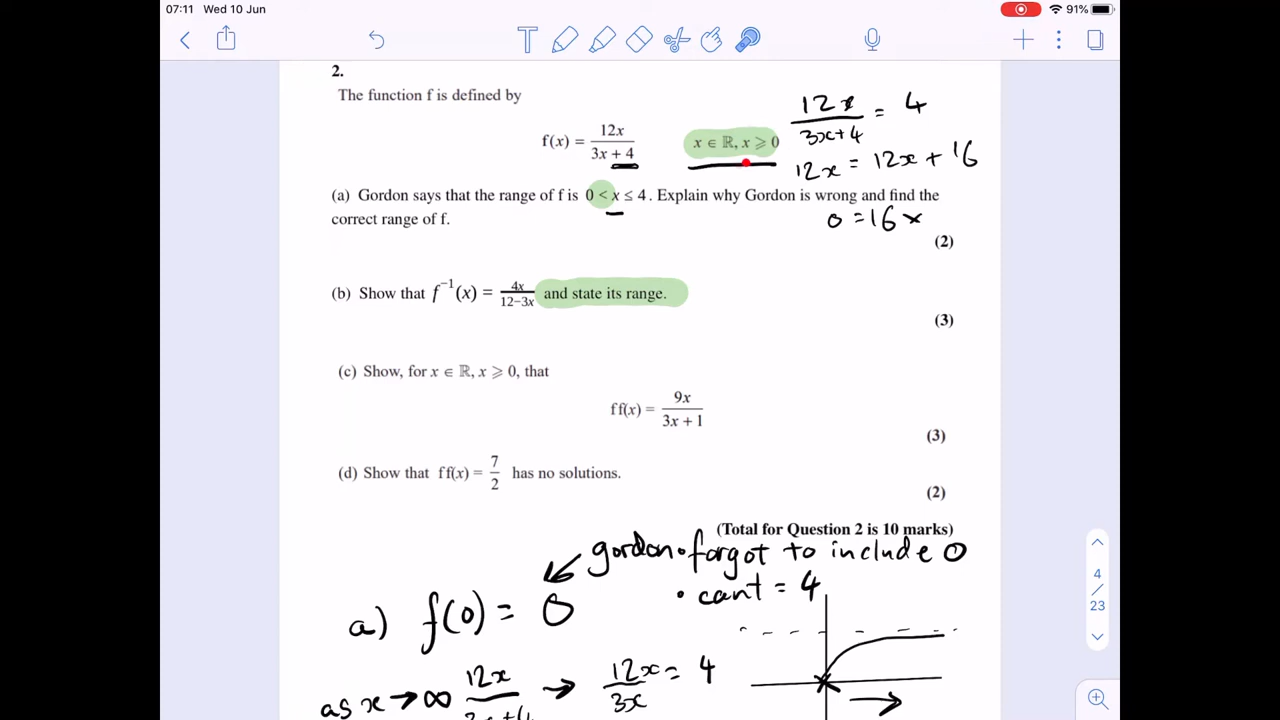 07:11 Wed 10 Jun
91%
2.
The function f is defined by
f(x) = 12x / 3x + 4 x ∈ ℝ, x ⩾ 0
12x / 3x+4 = 4
12x = 12x + 16
(a) Gordon says that the range of f is 0 < x ≤ 4. Explain why Gordon is wrong and find the
correct range of f.
0 = 16 ×
(2)
(b) Show that f⁻¹(x) = 4x / 12−3x and state its range.
(3)
(c) Show, for x ∈ ℝ, x ⩾ 0, that
ff(x) = 9x / 3x + 1
(3)
(d) Show that ff(x) = 7 / 2 has no solutions.
(2)
(Total for Question 2 is 10 marks)
gordon • forgot to include 0
• cant = 4
a) f(0) = 0
as x → ∞ 12x / 3x+4 → 12x / 3x = 4
4
/
23